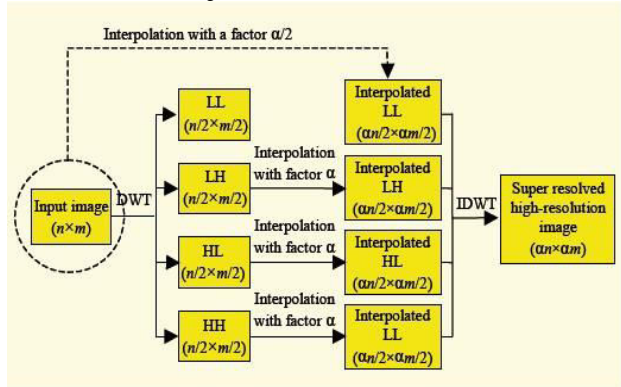 Interpolation with a factor α/2
LL
(n/2×m/2)
Interpolated
LL
(αn/2×αm/2)
Interpolation
with factor α
LH
(n/2×m/2)
Interpolated
LH
(αn/2×αm/2)
Input image
(n×m)
DWT
IDWT
Super resolved
high-resolution
image
(αn×αm)
Interpolation
with factor α
HL
(n/2×m/2)
Interpolated
HL
(αn/2×αm/2)
Interpolation
with factor α
HH
(n/2×m/2)
Interpolated
LL
(αn/2×αm/2)